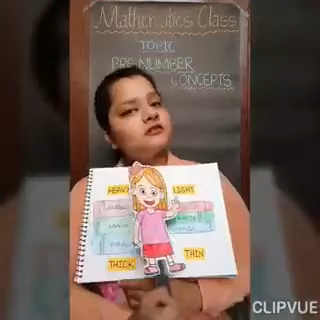 Mathematics Class
TOPIC
PRE NUMBER
CONCEPTS
HEAVY
LIGHT
THICK
THIN
CLIPVUE